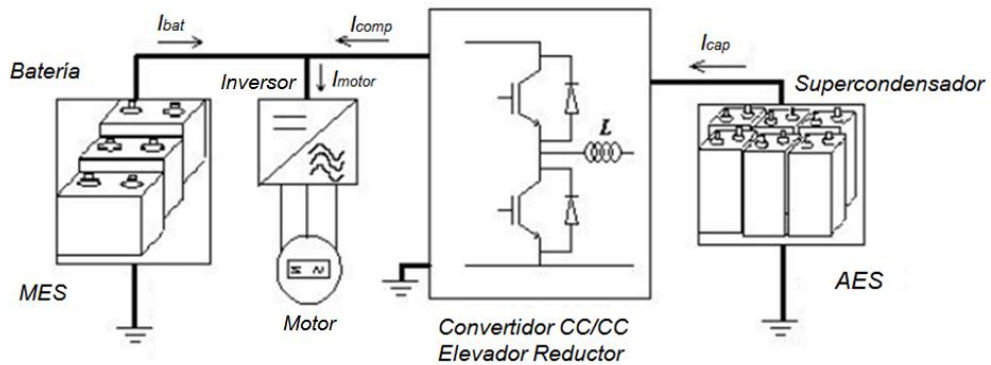 Ibat
Icomp
Icap
Batería
Inversor
Imotor
Supercondensador
L
MES
Motor
AES
Convertidor CC/CC
Elevador Reductor